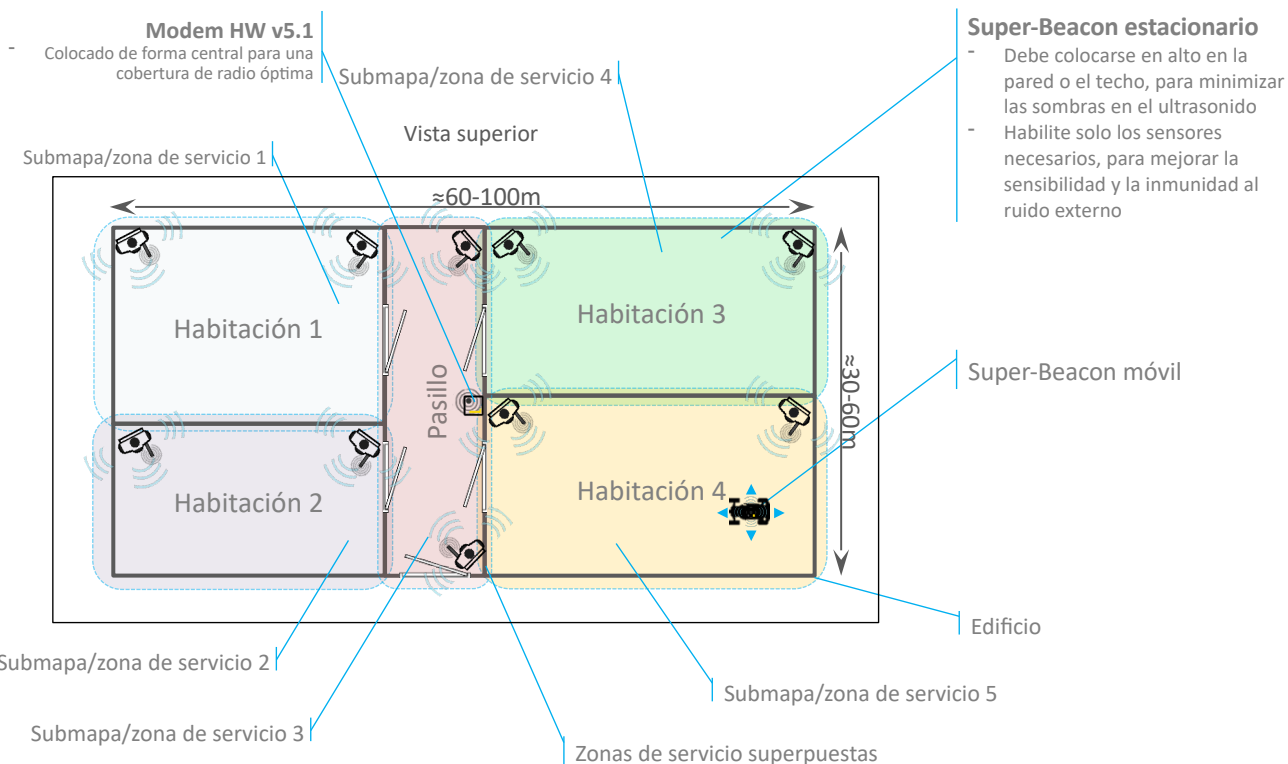 Modem HW v5.1
- Colocado de forma central para una
cobertura de radio óptima
Submapa/zona de servicio 4
Super-Beacon estacionario
- Debe colocarse en alto en la
pared o el techo, para minimizar
las sombras en el ultrasonido
- Habilite solo los sensores
necesarios, para mejorar la
sensibilidad y la inmunidad al
ruido externo
Vista superior
Submapa/zona de servicio 1
≈60-100m
Habitación 1
Habitación 3
Pasillo
≈30-60m
Super-Beacon móvil
Habitación 2
Habitación 4
Edificio
Submapa/zona de servicio 2
Submapa/zona de servicio 5
Submapa/zona de servicio 3
Zonas de servicio superpuestas